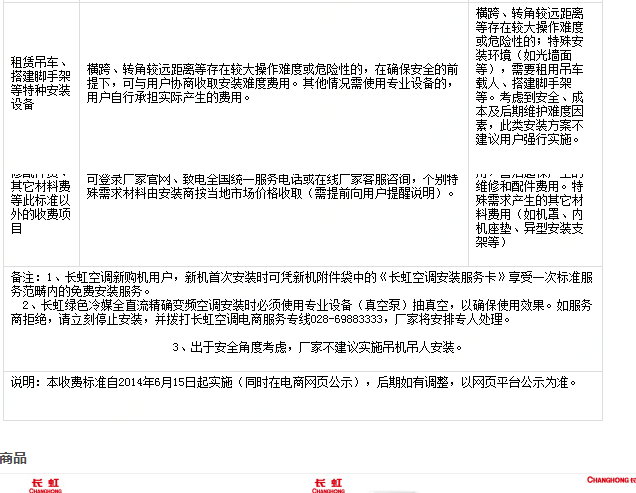 横跨、转角较远距离
等存在较大操作难度
或危险性的；特殊安
装环境（如光墙面
等），需要租用吊车
载人、搭建脚手架
等。考虑到安全、成
本及后期维护难度因
素，此类安装方案不
建议用户强行实施。
租赁吊车、
搭建脚手架
等特种安装
设备
横跨、转角较远距离等存在较大操作难度或危险性的，在确保安全的前
提下，可与用户协商收取安装难度费用。其他情况需使用专业设备的，
用户自行承担实际产生的费用。
其它材料费
等此标准以
外的收费项
目
可登录厂家官网、致电全国统一服务电话或在线厂家客服咨询，个别特
殊需求材料由安装商按当地市场价格收取（需提前向用户提醒说明）。
维修和配件费用。特
殊需求产生的其它材
料费用（如机罩、内
机座垫、异型安装支
架等）
备注：1、长虹空调新购机用户，新机首次安装时可凭新机附件袋中的《长虹空调安装服务卡》享受一次标准服
务范畴内的免费安装服务。
2、长虹绿色冷媒全直流精确变频空调安装时必须使用专业设备（真空泵）抽真空，以确保使用效果。如服务
商拒绝，请立刻停止安装，并拨打长虹空调电商服务专线028-69883333，厂家将安排专人处理。
3、出于安全角度考虑，厂家不建议实施吊机吊人安装。
说明：本收费标准自2014年6月15日起实施（同时在电商网页公示），后期如有调整，以网页平台公示为准。
商品
长虹
CHANGHONG
长虹
CHANGHONG
CHANGHONG 长